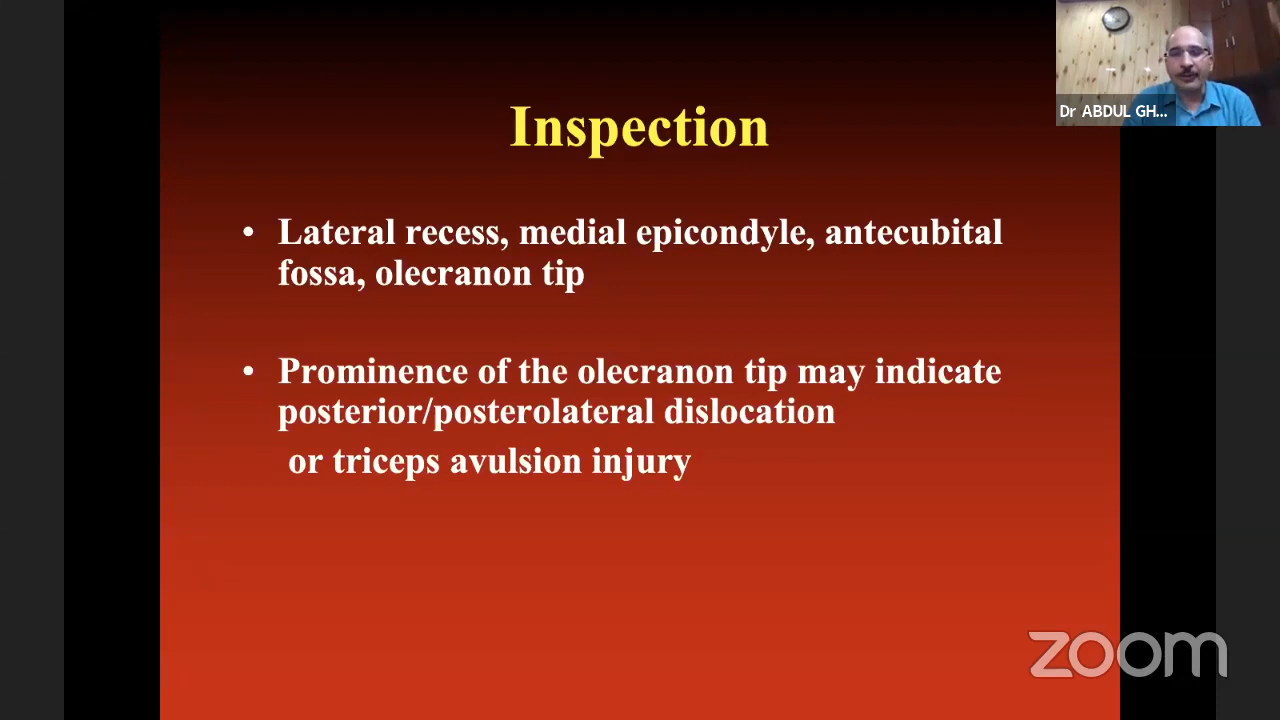 Dr ABDUL GH...
Inspection
• Lateral recess, medial epicondyle, antecubital
fossa, olecranon tip
• Prominence of the olecranon tip may indicate
posterior/posterolateral dislocation
or triceps avulsion injury
zoom